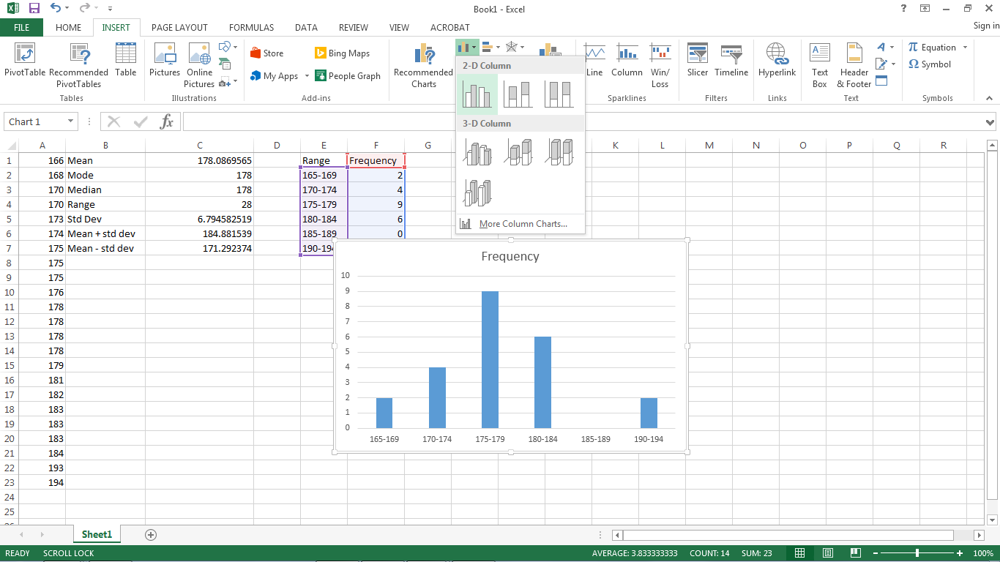 Book1 - Excel
FILE HOME INSERT PAGE LAYOUT FORMULAS DATA REVIEW VIEW ACROBAT Sign in
PivotTable Recommended PivotTables Table
Tables
Pictures Online Pictures
Illustrations
Store
My Apps
Bing Maps
People Graph
Add-ins
Recommended Charts
2-D Column
3-D Column
More Column Charts...
Line Column Win/Loss
Sparklines
Slicer Timeline
Filters
Hyperlink
Links
Text Box Header & Footer
Text
Equation
Symbol
Symbols
Chart 1
fx
A B C D E F G K L M N O P Q R
1 166 Mean 178.0869565 Range Frequency
2 168 Mode 178 165-169 2
3 170 Median 178 170-174 4
4 170 Range 28 175-179 9
5 173 Std Dev 6.794582519 180-184 6
6 174 Mean + std dev 184.881539 185-189 0
7 175 Mean - std dev 171.292374 190-194
8 175
9 175
10 176
11 178
12 178
13 178
14 178
15 179
16 181
17 182
18 183
19 183
20 183
21 184
22 193
23 194
24
25
Frequency
10
9
8
7
6
5
4
3
2
1
0
165-169 170-174 175-179 180-184 185-189 190-194
Sheet1
READY SCROLL LOCK AVERAGE: 3.833333333 COUNT: 14 SUM: 23 100%